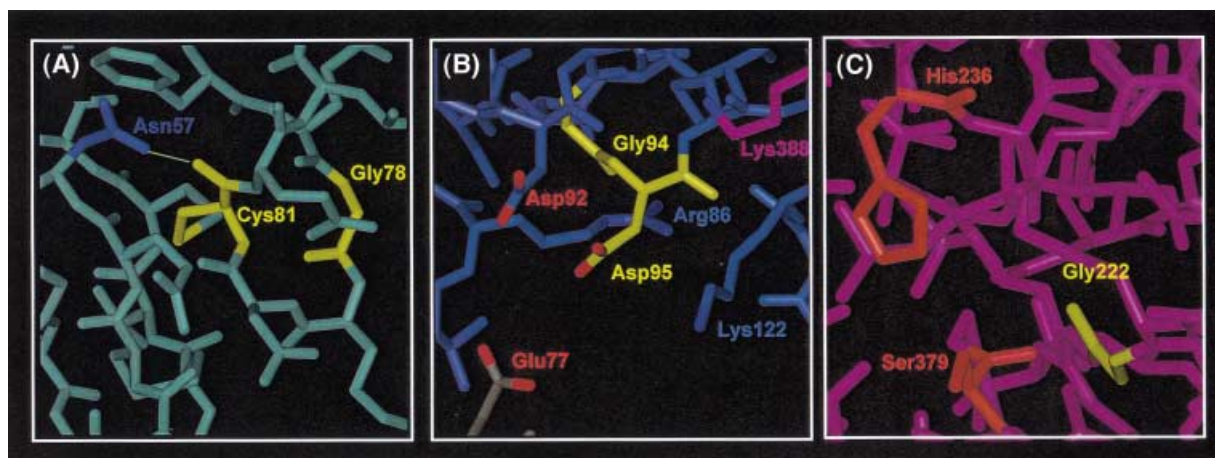 (A)
Asn57
Gly78
Cys81
(B)
Gly94
Lys388
Asp92
Arg86
Asp95
Lys122
Glu77
(C)
His236
Gly222
Ser379